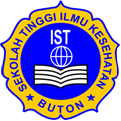 SEKOLAH TINGGI ILMU KESEHATAN
IST
BUTON